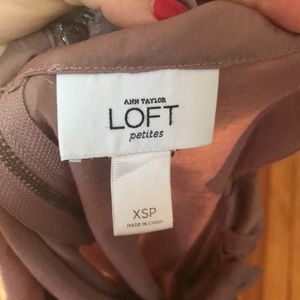 ANN TAYLOR
LOFT
petites
XSP
MADE IN CHINA